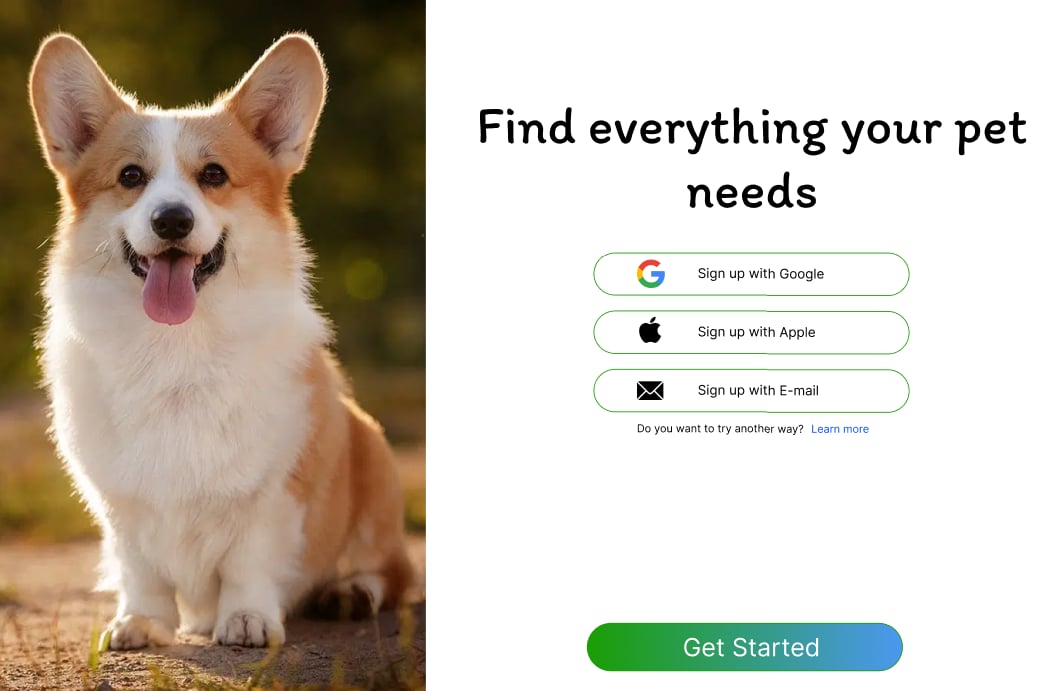 Find everything your pet
needs
Sign up with Google
Sign up with Apple
Sign up with E-mail
Do you want to try another way? Learn more
Get Started